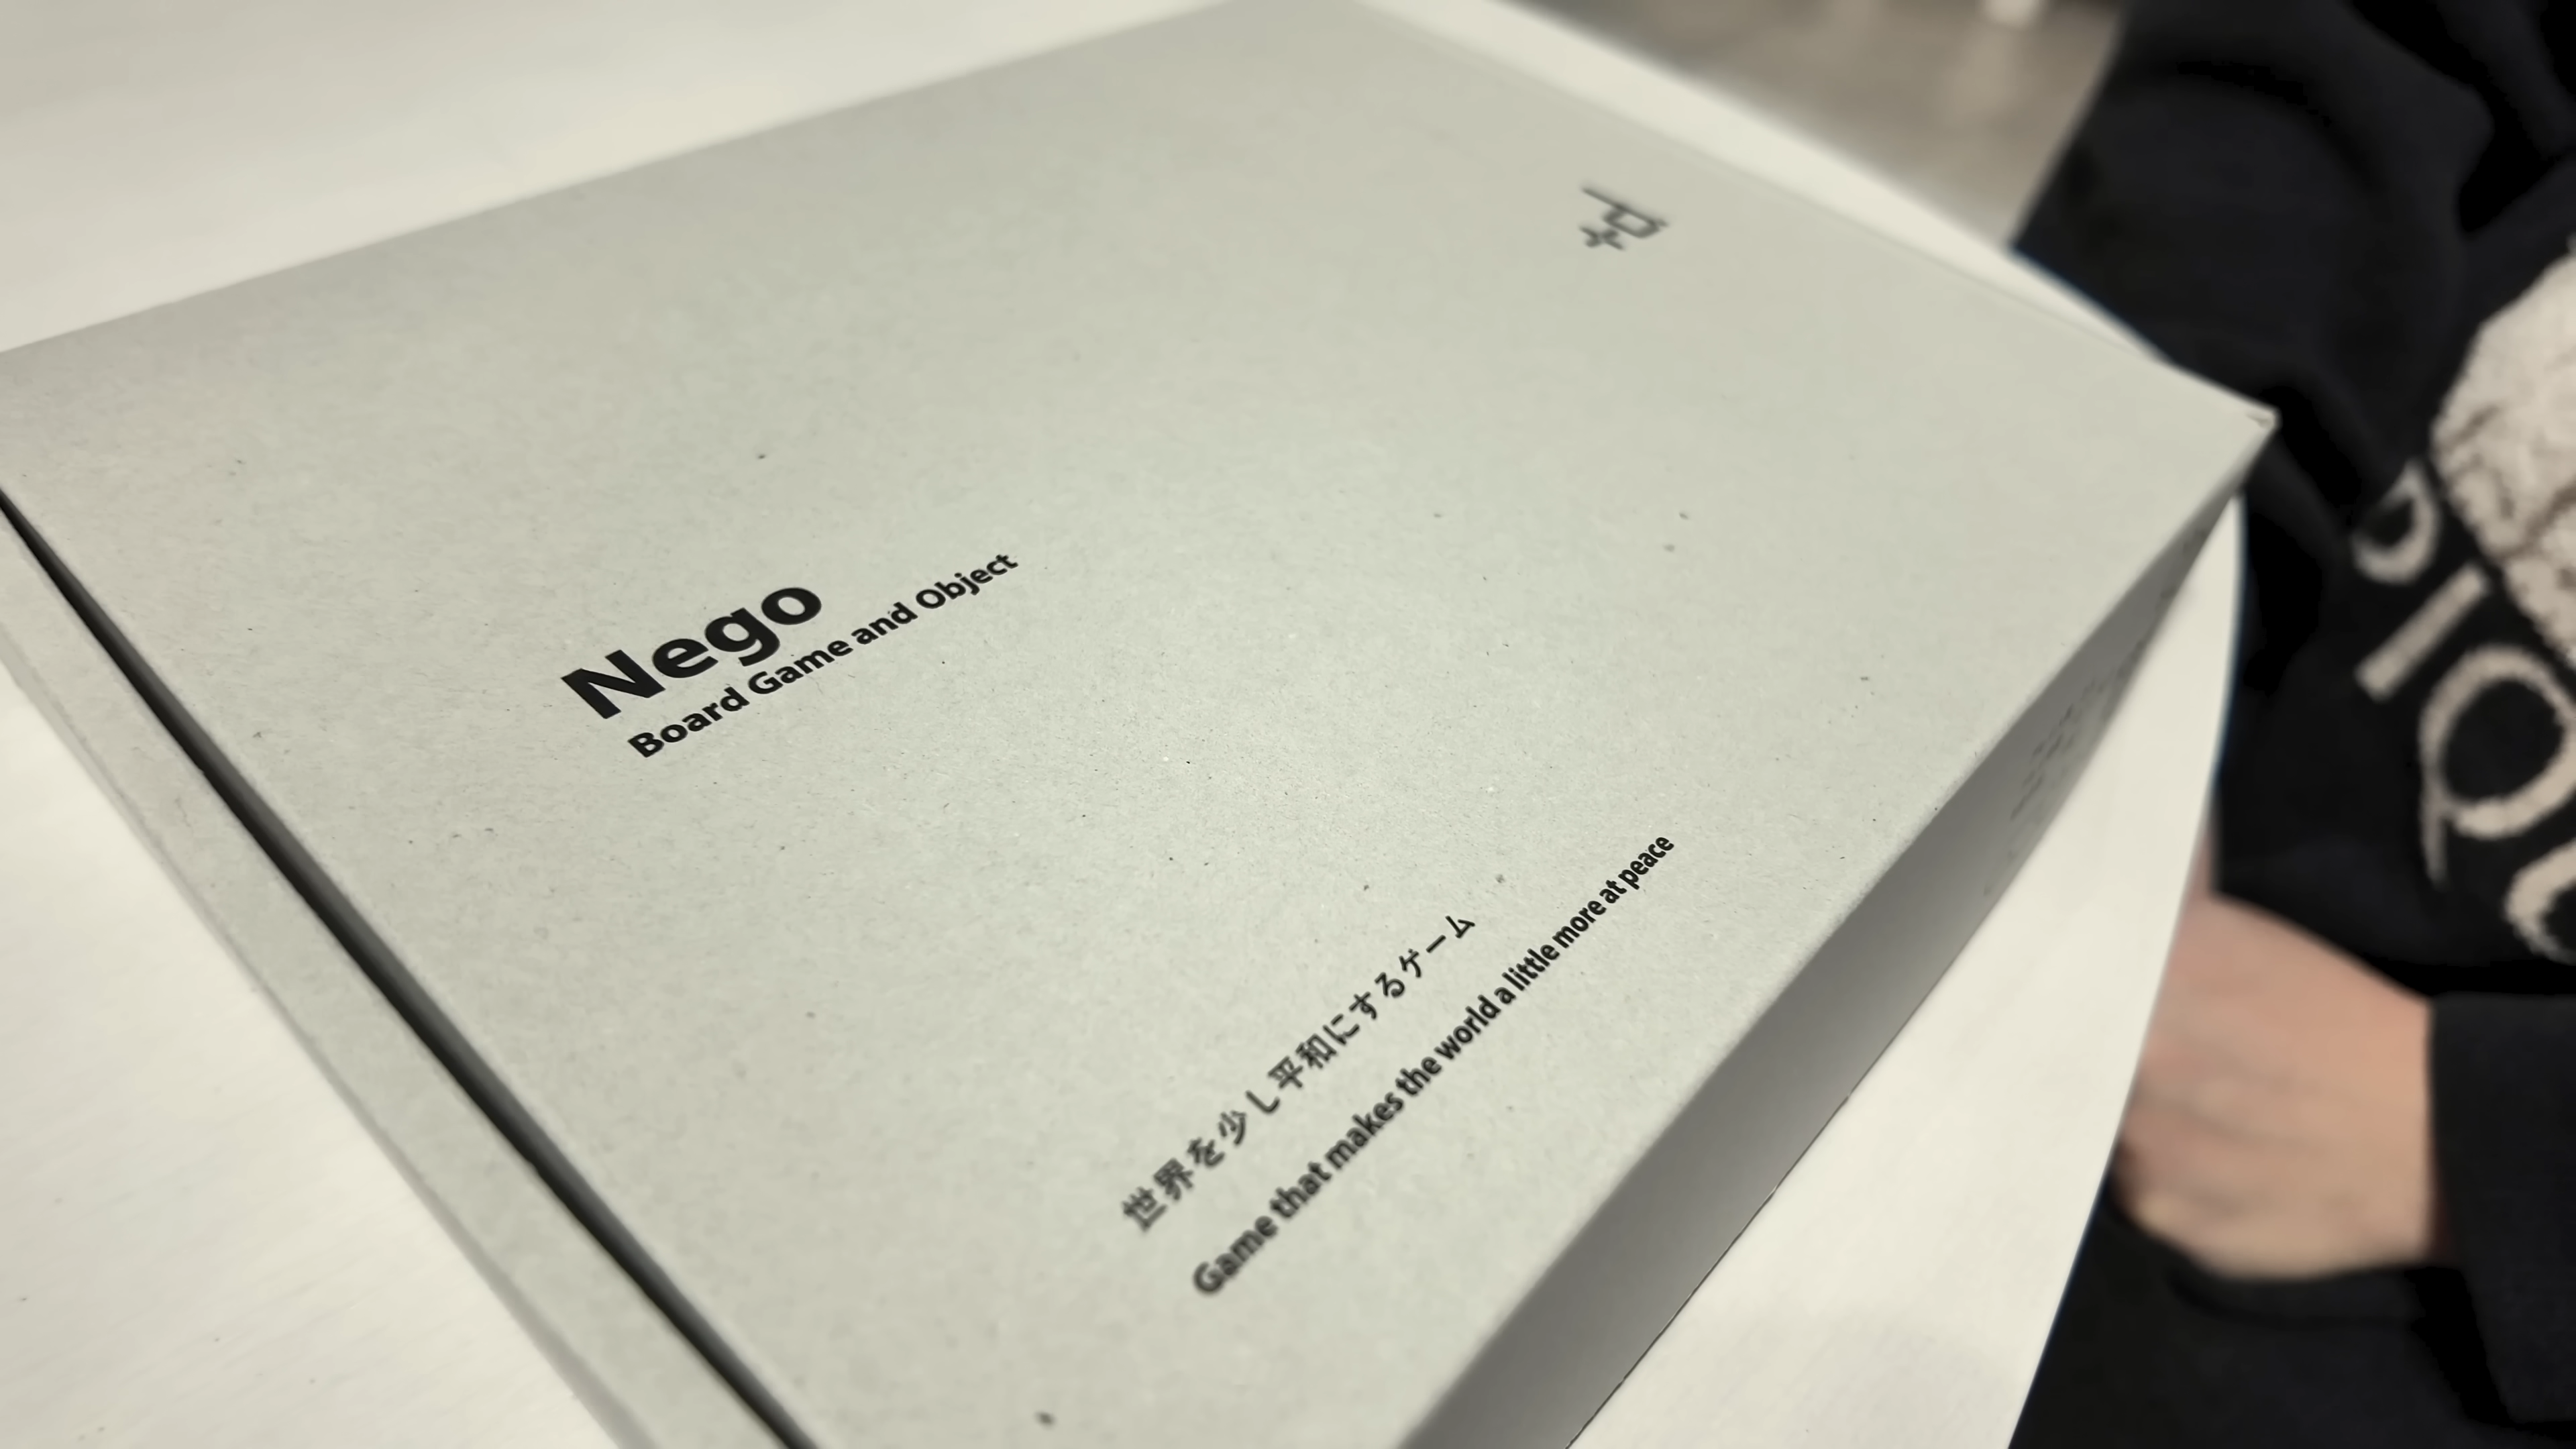 +d
Nego
Board Game and Object
世界を少し平和にするゲーム
Game that makes the world a little more at peace